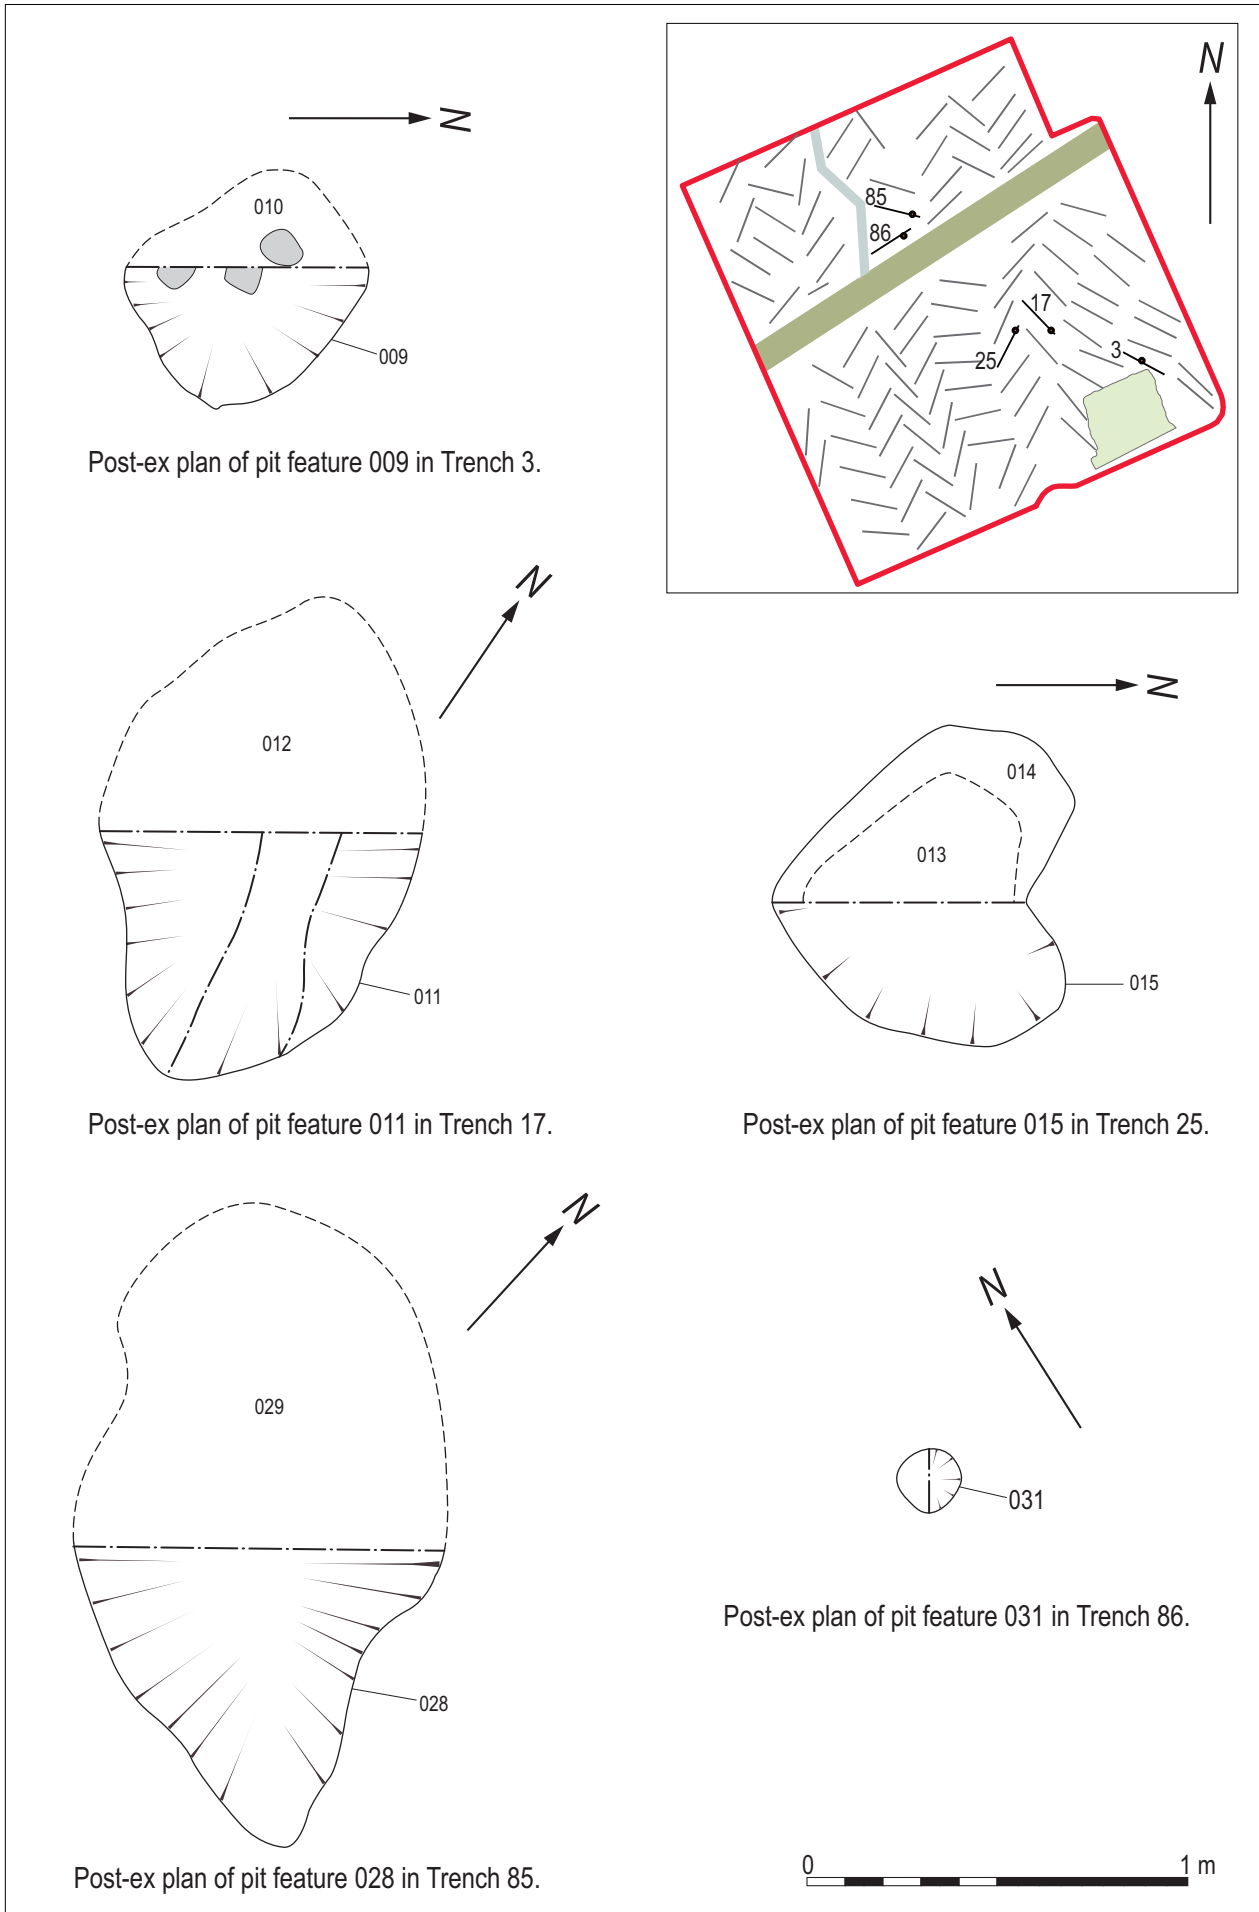 N
010
009
Post-ex plan of pit feature 009 in Trench 3.
N
85
86
17
25
3
N
012
011
Post-ex plan of pit feature 011 in Trench 17.
N
014
013
015
Post-ex plan of pit feature 015 in Trench 25.
N
029
028
Post-ex plan of pit feature 028 in Trench 85.
N
031
Post-ex plan of pit feature 031 in Trench 86.
0 1 m